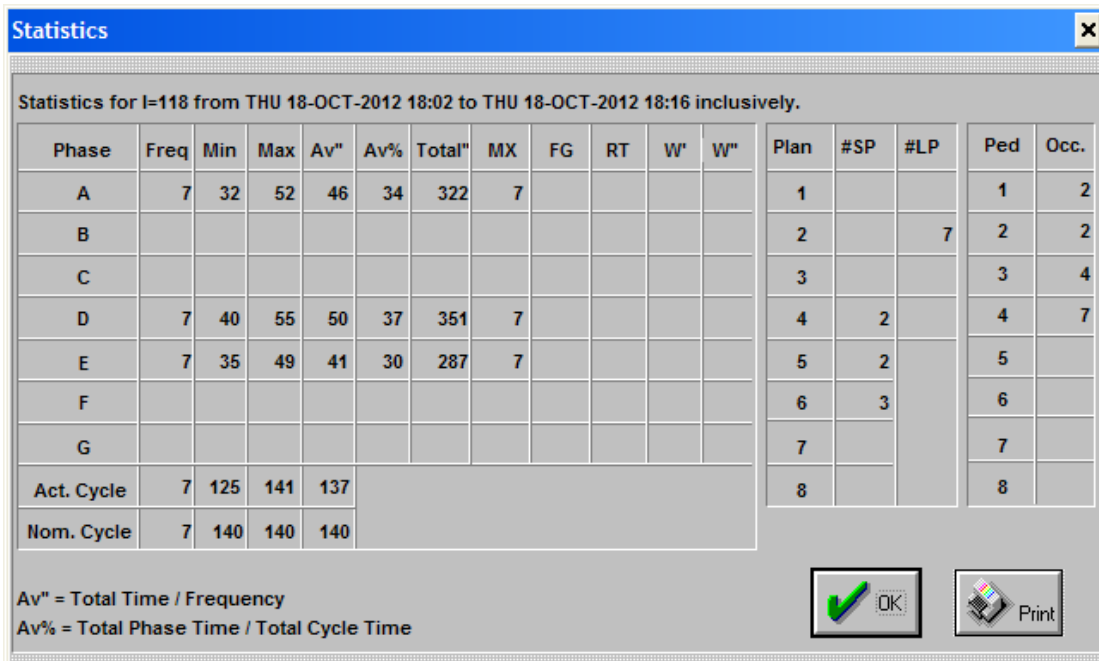 Statistics
Statistics for I=118 from THU 18-OCT-2012 18:02 to THU 18-OCT-2012 18:16 inclusively.
Phase Freq Min Max Av" Av% Total" MX FG RT W' W"
A 7 32 52 46 34 322 7
B
C
D 7 40 55 50 37 351 7
E 7 35 49 41 30 287 7
F
G
Act. Cycle 7 125 141 137
Nom. Cycle 7 140 140 140
Plan #SP #LP
1
2 7
3
4 2
5 2
6 3
7
8
Ped Occ.
1 2
2 2
3 4
4 7
5
6
7
8
Av" = Total Time / Frequency
Av% = Total Phase Time / Total Cycle Time
OK
Print